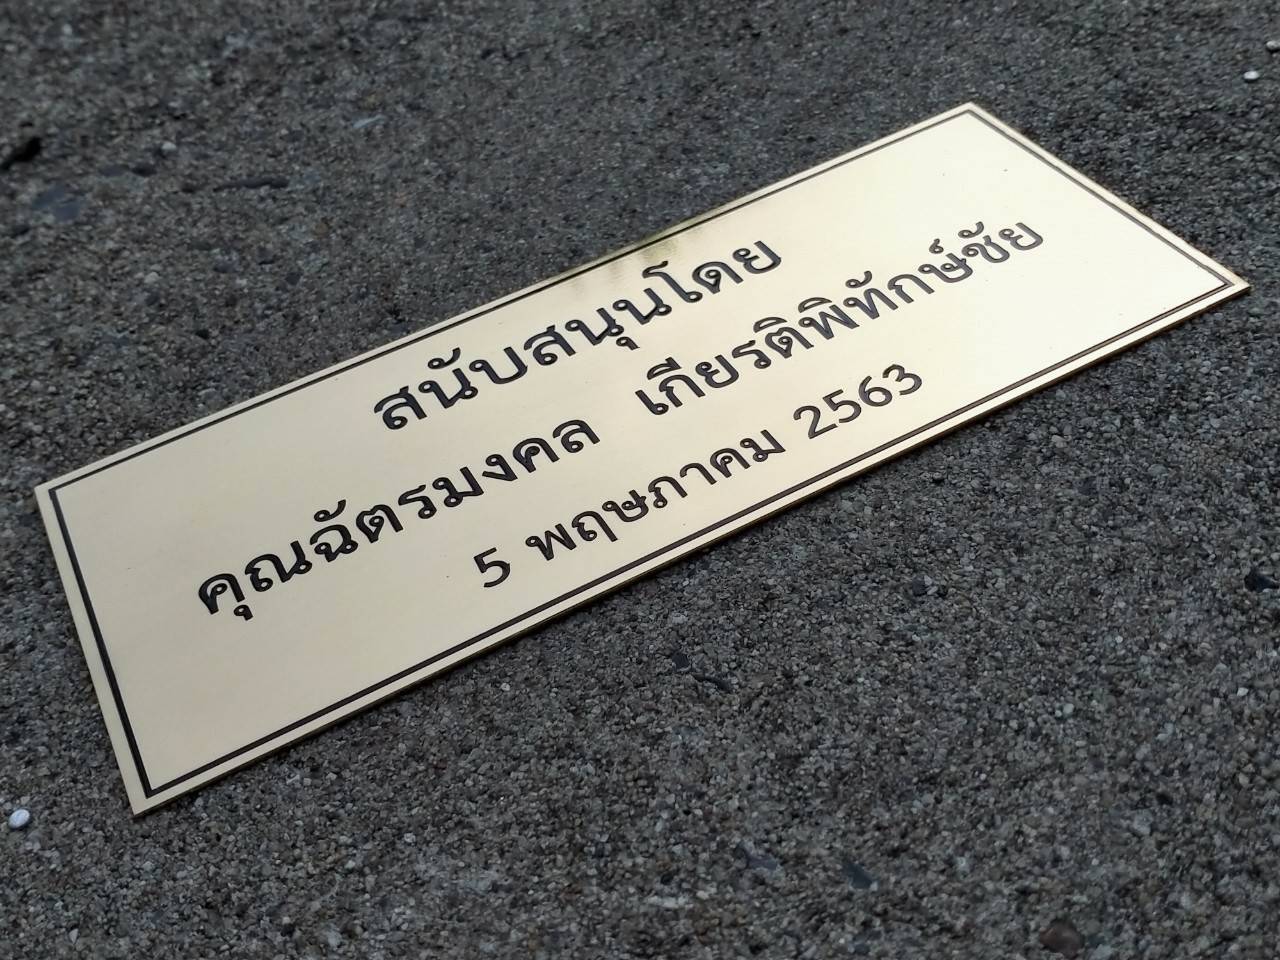 สนับสนุนโดย
คุณฉัตรมงคล เกียรติพิทักษ์ชัย
5 พฤษภาคม 2563